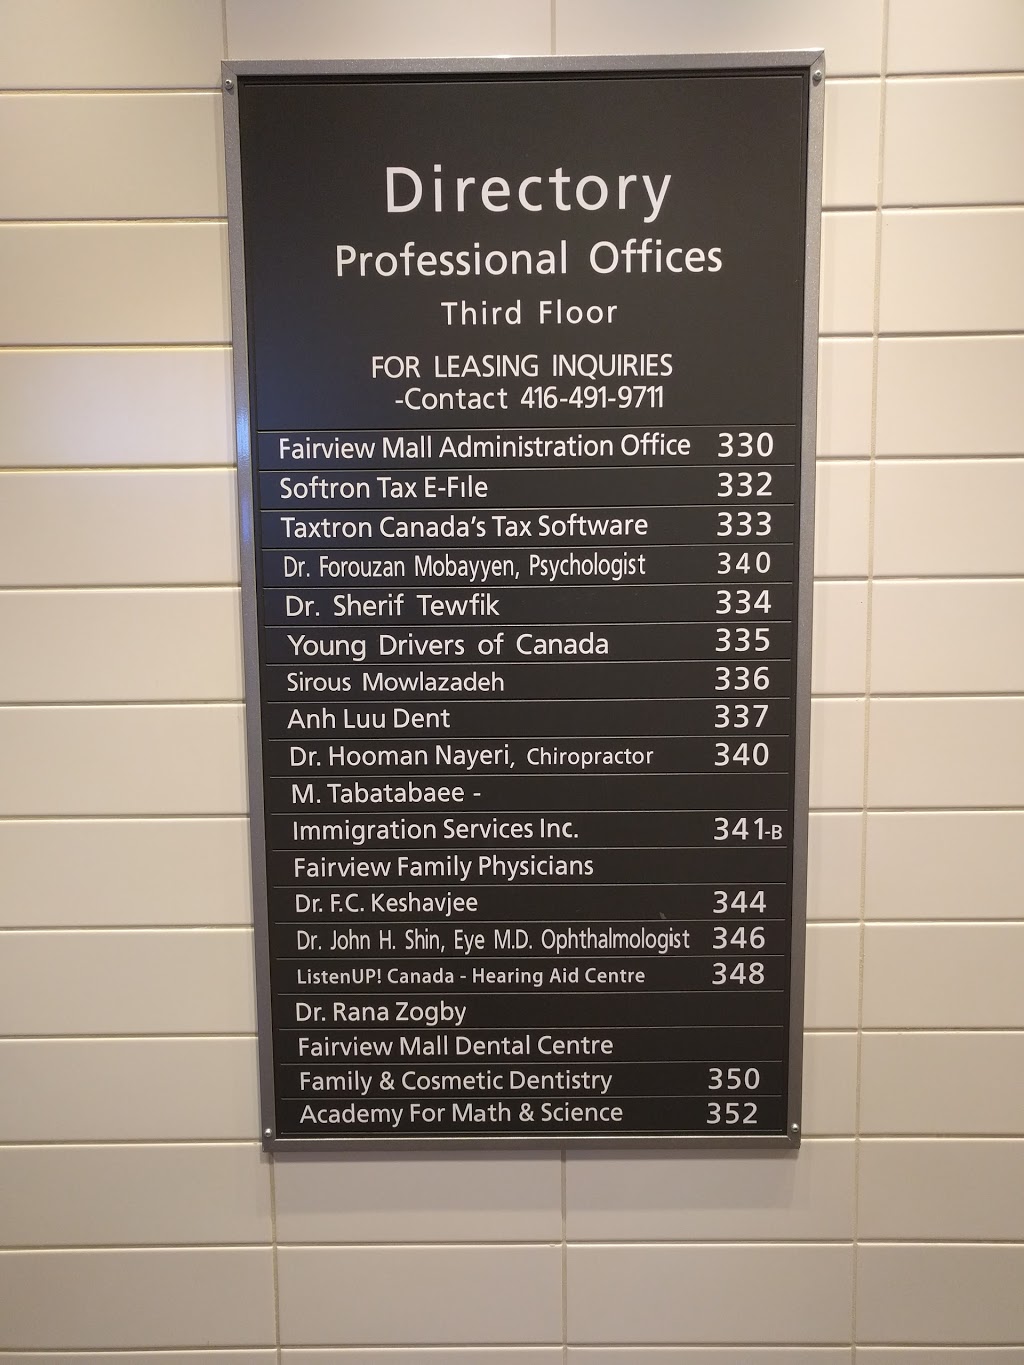 Directory
Professional Offices
Third Floor
FOR LEASING INQUIRIES
-Contact 416-491-9711
Fairview Mall Administration Office 330
Softron Tax E-File 332
Taxtron Canada's Tax Software 333
Dr. Forouzan Mobayyen, Psychologist 340
Dr. Sherif Tewfik 334
Young Drivers of Canada 335
Sirous Mowlazadeh 336
Anh Luu Dent 337
Dr. Hooman Nayeri, Chiropractor 340
M. Tabatabaee -
Immigration Services Inc. 341-B
Fairview Family Physicians
Dr. F.C. Keshavjee 344
Dr. John H. Shin, Eye M.D. Ophthalmologist 346
ListenUP! Canada - Hearing Aid Centre 348
Dr. Rana Zogby
Fairview Mall Dental Centre
Family & Cosmetic Dentistry 350
Academy For Math & Science 352